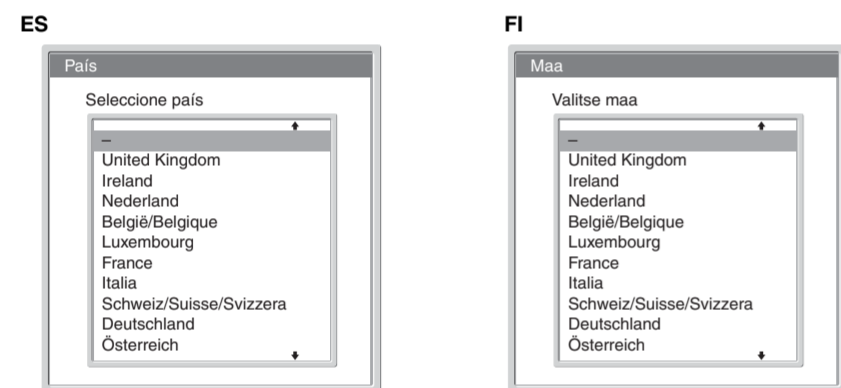 ES
País
Seleccione país
–
United Kingdom
Ireland
Nederland
België/Belgique
Luxembourg
France
Italia
Schweiz/Suisse/Svizzera
Deutschland
Österreich
FI
Maa
Valitse maa
–
United Kingdom
Ireland
Nederland
België/Belgique
Luxembourg
France
Italia
Schweiz/Suisse/Svizzera
Deutschland
Österreich